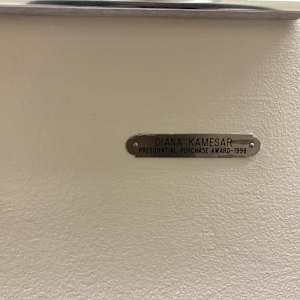 DIANA KAMESAR
PRESIDENTIAL PURCHASE AWARD-1998